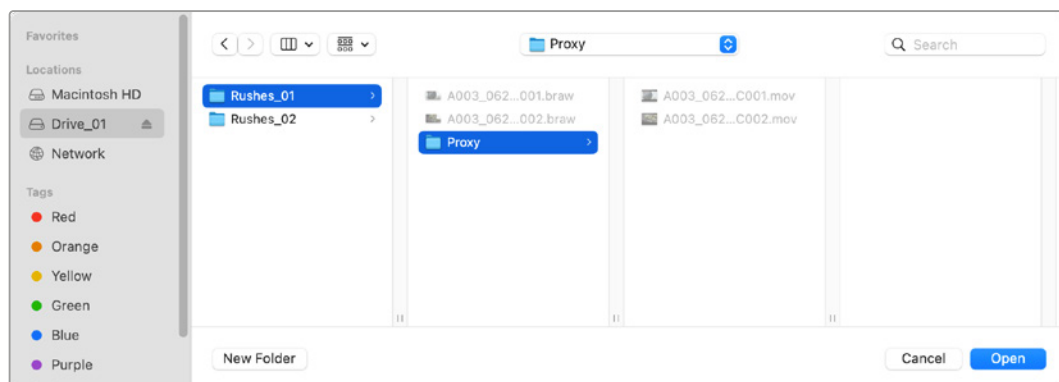 Favorites
Locations
Macintosh HD
Drive_01
Network
Tags
Red
Orange
Yellow
Green
Blue
Purple
Proxy
Search
Rushes_01
Rushes_02
A003_062...001.braw
A003_062...002.braw
Proxy
A003_062...C001.mov
A003_062...C002.mov
New Folder
Cancel
Open